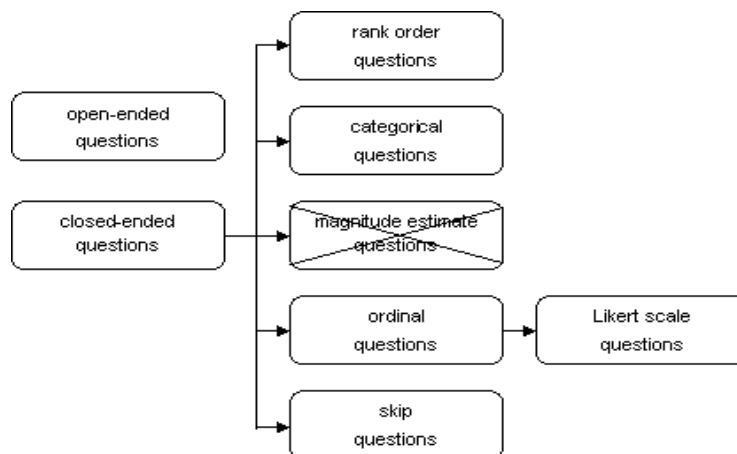 rank order
questions
open-ended
questions
categorical
questions
closed-ended
questions
magnitude estimate
questions
ordinal
questions
Likert scale
questions
skip
questions